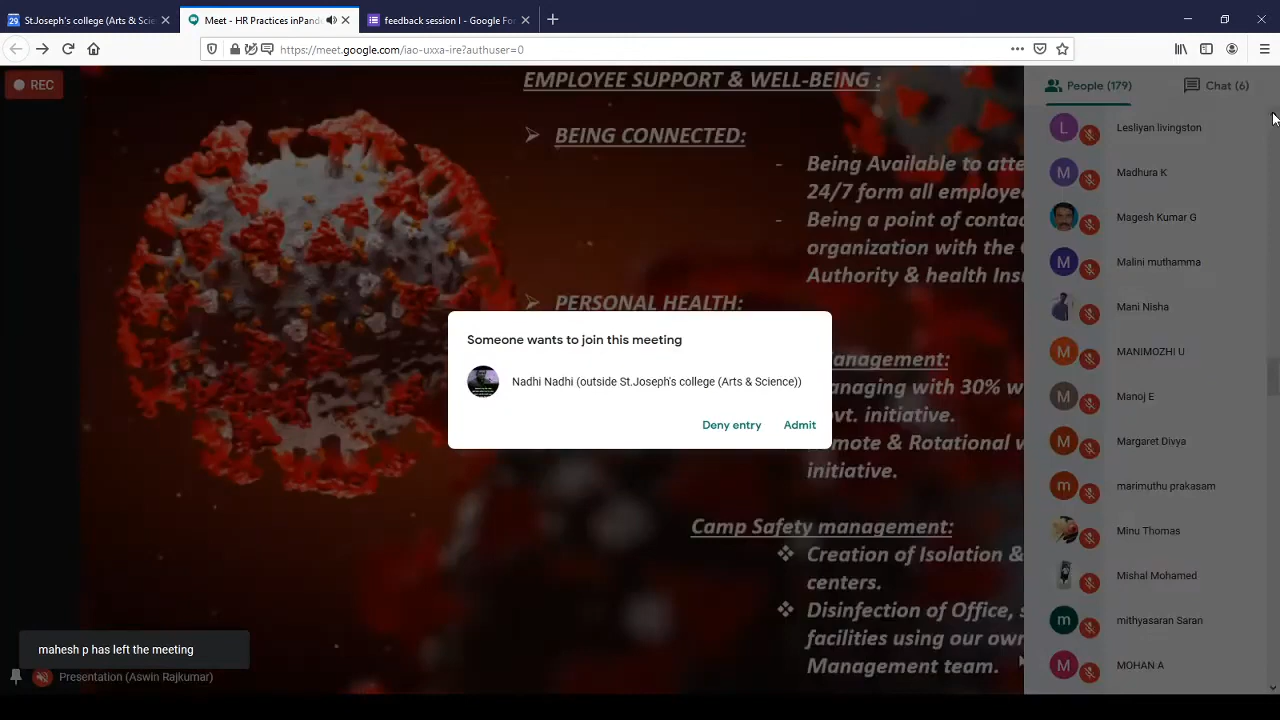 St.Joseph's college (Arts & Scie
Meet - HR Practices inPand
feedback session I - Google For
https://meet.google.com/iao-uxxa-ire?authuser=0
REC
EMPLOYEE SUPPORT & WELL-BEING :
BEING CONNECTED:
- Being Available to atte
24/7 form all employe
- Being a point of contac
organization with the
Authority & health Ins
PERSONAL HEALTH:
anagement:
anaging with 30% w
vt. initiative.
mote & Rotational w
initiative.
Camp Safety management:
Creation of Isolation &
centers.
Disinfection of Office, s
facilities using our own
Management team.
Someone wants to join this meeting
Nadhi Nadhi (outside St.Joseph's college (Arts & Science))
Deny entry Admit
mahesh p has left the meeting
Presentation (Aswin Rajkumar)
People (179) Chat (6)
L Lesliyan livingston
M Madhura K
Magesh Kumar G
M Malini muthamma
Mani Nisha
M MANIMOZHI U
M Manoj E
M Margaret Divya
m marimuthu prakasam
Minu Thomas
Mishal Mohamed
m mithyasaran Saran
M MOHAN A